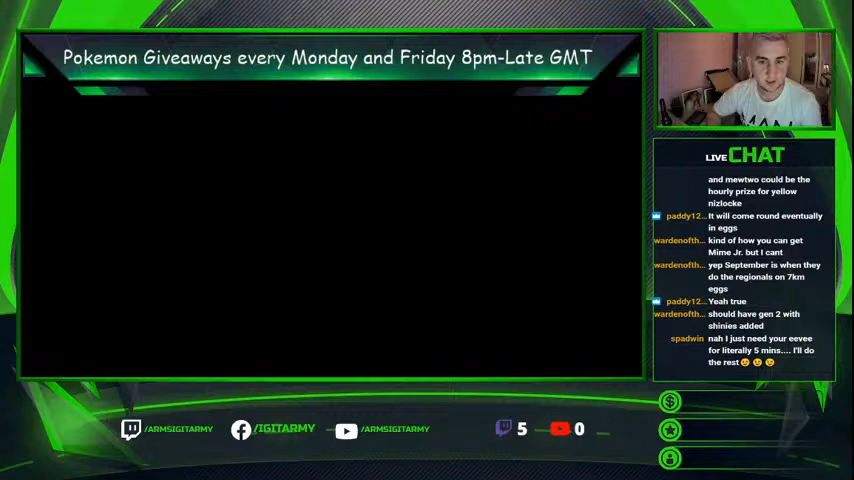 Pokemon Giveaways every Monday and Friday 8pm-Late GMT
LIVE CHAT
and mewtwo could be the
hourly prize for yellow
nizlocke
paddy12... It will come round eventually
in eggs
wardenofth... kind of how you can get
Mime Jr. but I cant
wardenofth... yep September is when they
do the regionals on 7km
eggs
paddy12... Yeah true
wardenofth... should have gen 2 with
shinies added
spadwin nah I just need your eevee
for literally 5 mins.... I'll do
the rest 😉 😉 😉
/ARMSIGITARMY
/IGITARMY
/ARMSIGITARMY
5
0